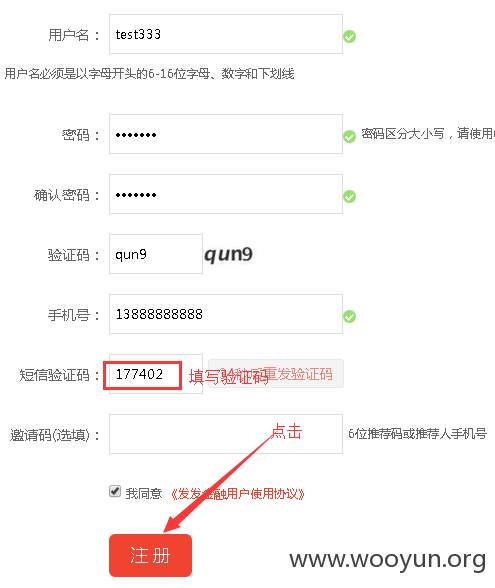 用户名： test333
用户名必须是以字母开头的6-16位字母、数字和下划线
密码： ••••••• 密码区分大小写，请使用
确认密码： •••••••
验证码： qun9 qun9
手机号： 13888888888
短信验证码： 177402 填写验证码 重发验证码
邀请码(选填)： 点击 6位推荐码或推荐人手机号
我同意 《发发金融用户使用协议》
注册
www.wooyun.org